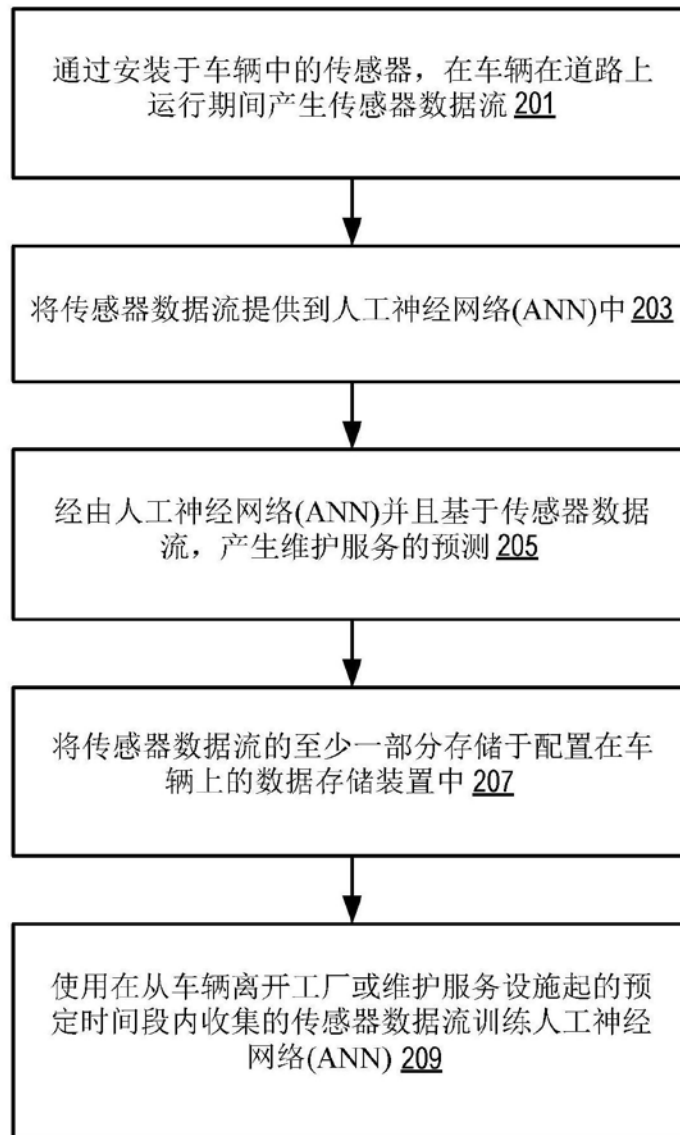 通过安装于车辆中的传感器，在车辆在道路上
运行期间产生传感器数据流 201
将传感器数据流提供到人工神经网络(ANN)中 203
经由人工神经网络(ANN)并且基于传感器数据
流，产生维护服务的预测 205
将传感器数据流的至少一部分存储于配置在车
辆上的数据存储装置中 207
使用在从车辆离开工厂或维护服务设施起的预
定时间段内收集的传感器数据流训练人工神经
网络(ANN) 209